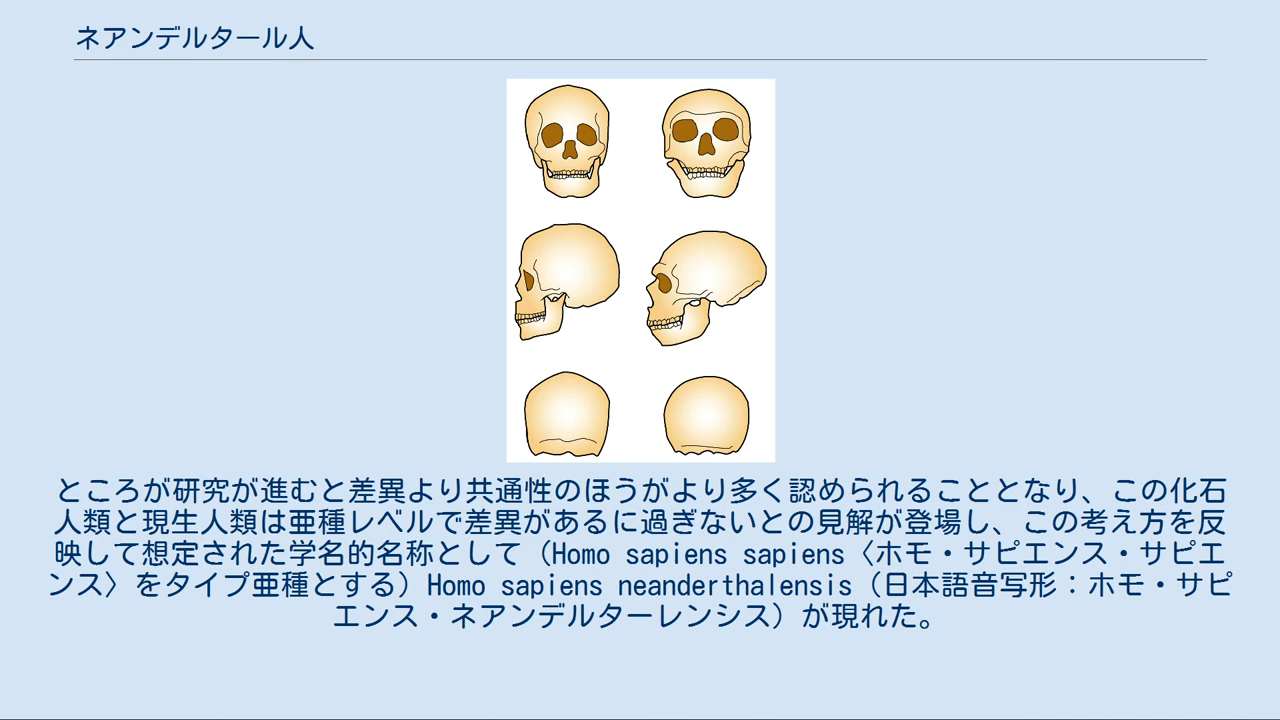 ネアンデルタール人
ところが研究が進むと差異より共通性のほうがより多く認められることとなり、この化石
人類と現生人類は亜種レベルで差異があるに過ぎないとの見解が登場し、この考え方を反
映して想定された学名的名称として（Homo sapiens sapiens〈ホモ・サピエンス・サピエ
ンス〉をタイプ亜種とする）Homo sapiens neanderthalensis（日本語音写形：ホモ・サピ
エンス・ネアンデルターレンシス）が現れた。